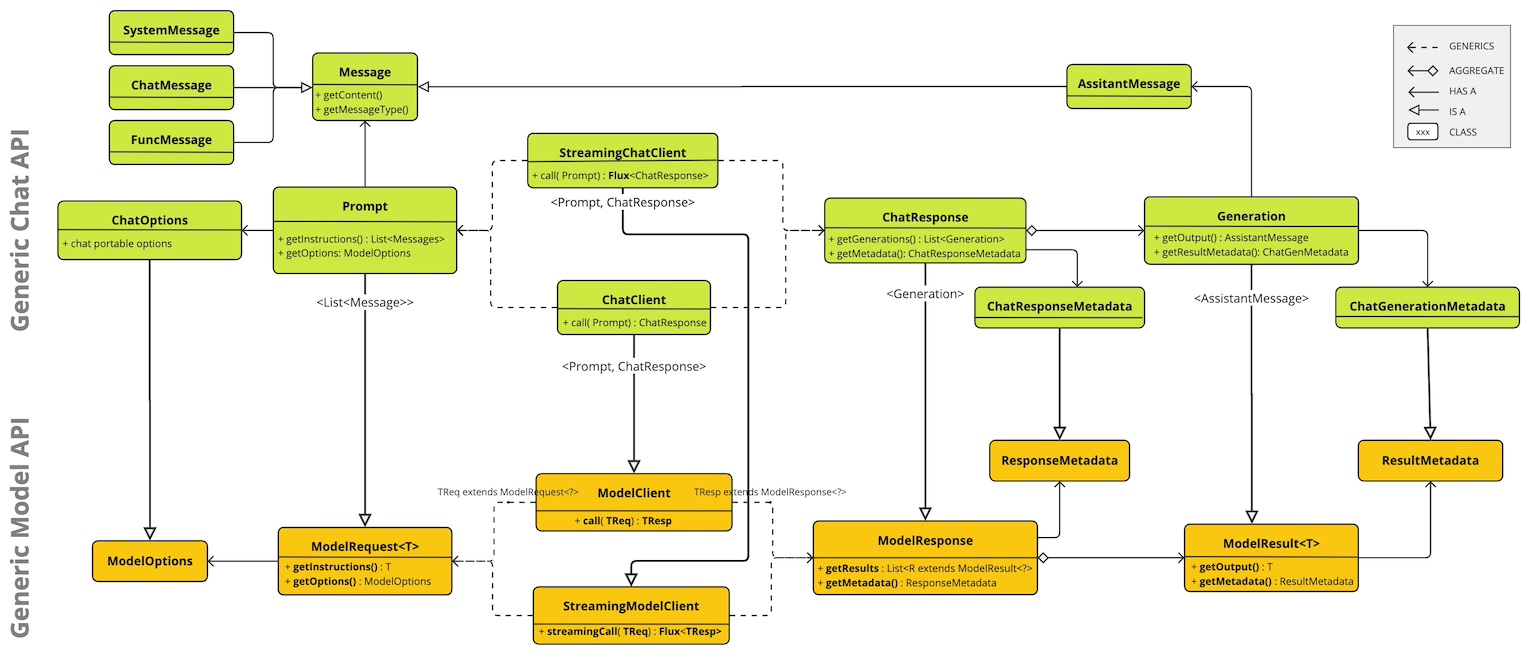 Generic Chat API
SystemMessage
ChatMessage
FuncMessage
Message
+ getContent()
+ getMessageType()
AssitantMessage
GENERICS
AGGREGATE
HAS A
IS A
xxx CLASS
StreamingChatClient
+ call( Prompt) : Flux<ChatResponse>
<Prompt, ChatResponse>
ChatOptions
+ chat portable options
Prompt
+ getInstructions() : List<Messages>
+ getOptions: ModelOptions
<List<Message>>
ChatClient
+ call( Prompt) : ChatResponse
<Prompt, ChatResponse>
ChatResponse
+ getGenerations() : List<Generation>
+ getMetadata(): ChatResponseMetadata
<Generation>
Generation
+ getOutput() : AssistantMessage
+ getResultMetadata(): ChatGenMetadata
<AssistantMessage>
ChatResponseMetadata
ChatGenerationMetadata
Generic Model API
ResponseMetadata
ResultMetadata
TReq extends ModelRequest<?>
ModelClient
TResp extends ModelResponse<?>
+ call( TReq) : TResp
ModelOptions
ModelRequest<T>
+ getInstructions() : T
+ getOptions() : ModelOptions
StreamingModelClient
+ streamingCall( TReq) : Flux<TResp>
ModelResponse
+ getResults : List<R extends ModelResult<?>
+ getMetadata() : ResponseMetadata
ModelResult<T>
+ getOutput() : T
+ getMetadata() : ResultMetadata